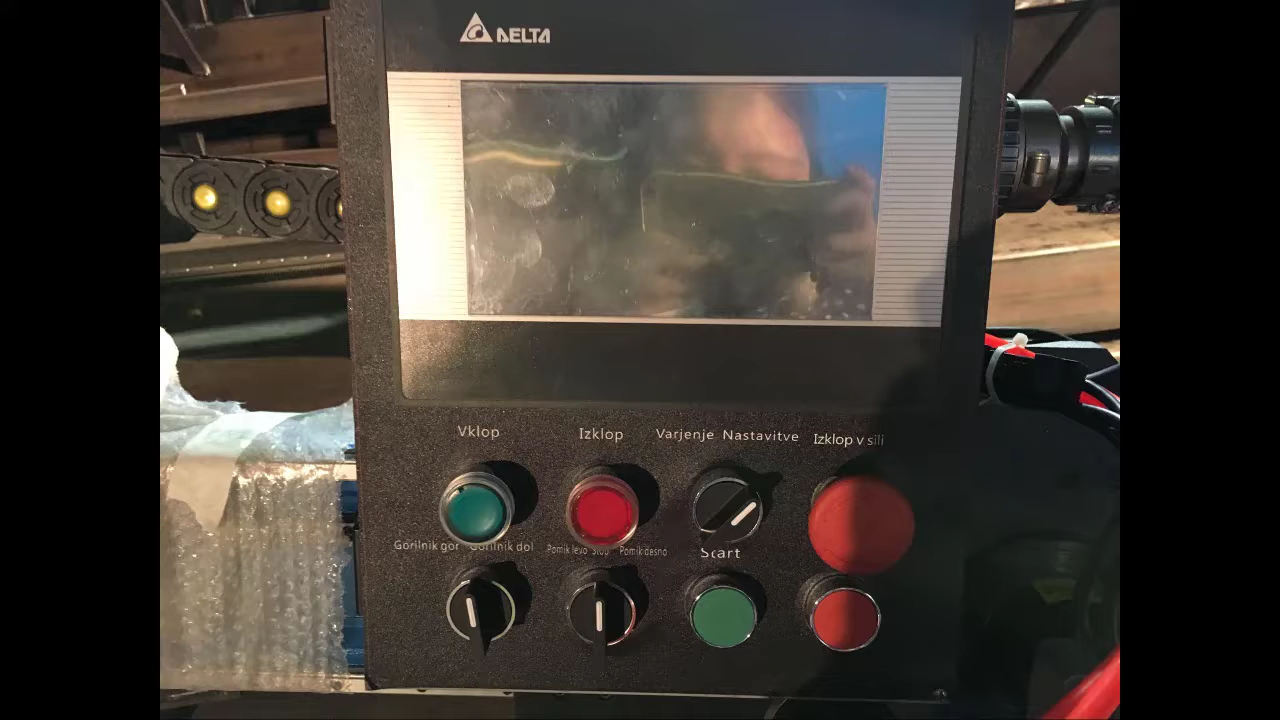 DELTA
Vklop Izklop Varjenje Nastavitve Izklop v sili
Gorilnik gor Gorilnik dol Pomik levo Stop Pomik desno Start